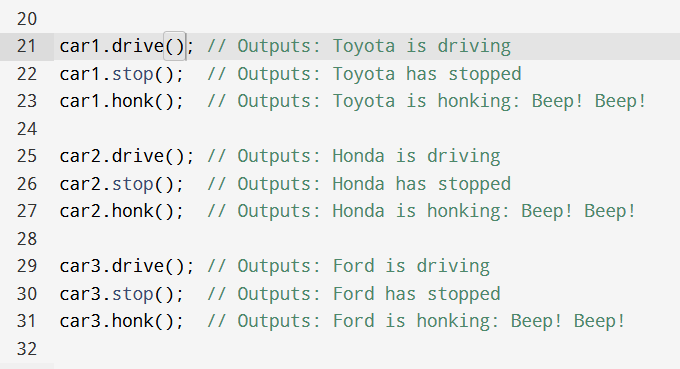 20
21 car1.drive(); // Outputs: Toyota is driving
22 car1.stop();  // Outputs: Toyota has stopped
23 car1.honk();  // Outputs: Toyota is honking: Beep! Beep!
24
25 car2.drive(); // Outputs: Honda is driving
26 car2.stop();  // Outputs: Honda has stopped
27 car2.honk();  // Outputs: Honda is honking: Beep! Beep!
28
29 car3.drive(); // Outputs: Ford is driving
30 car3.stop();  // Outputs: Ford has stopped
31 car3.honk();  // Outputs: Ford is honking: Beep! Beep!
32